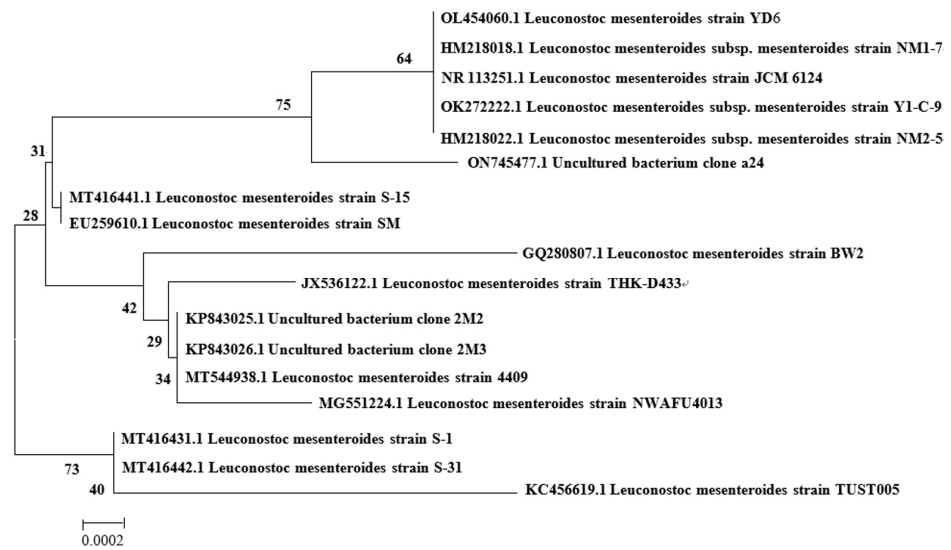 OL454060.1 Leuconostoc mesenteroides strain YD6
64
HM218018.1 Leuconostoc mesenteroides subsp. mesenteroides strain NM1-7
NR 113251.1 Leuconostoc mesenteroides strain JCM 6124
75
OK272222.1 Leuconostoc mesenteroides subsp. mesenteroides strain Y1-C-9
HM218022.1 Leuconostoc mesenteroides subsp. mesenteroides strain NM2-5
31
ON745477.1 Uncultured bacterium clone a24
MT416441.1 Leuconostoc mesenteroides strain S-15
28
EU259610.1 Leuconostoc mesenteroides strain SM
GQ280807.1 Leuconostoc mesenteroides strain BW2
JX536122.1 Leuconostoc mesenteroides strain THK-D433
42
KP843025.1 Uncultured bacterium clone 2M2
29
KP843026.1 Uncultured bacterium clone 2M3
34
MT544938.1 Leuconostoc mesenteroides strain 4409
MG551224.1 Leuconostoc mesenteroides strain NWAFU4013
MT416431.1 Leuconostoc mesenteroides strain S-1
73
MT416442.1 Leuconostoc mesenteroides strain S-31
40
KC456619.1 Leuconostoc mesenteroides strain TUST005
0.0002